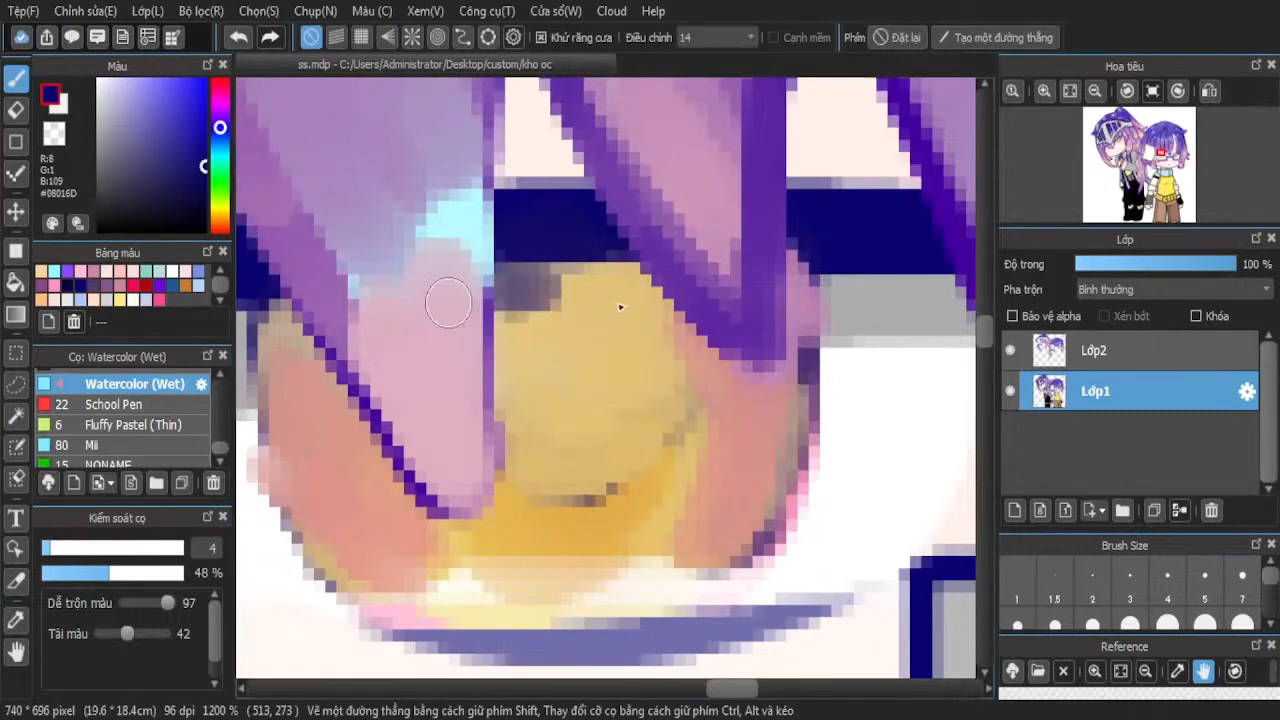 Tệp(F) Chỉnh sửa(E) Lớp(L) Bộ lọc(R) Chọn(S) Chụp(N) Màu (C) Xem(V) Công cụ(T) Cửa sổ(W) Cloud Help
Khử răng cưa Điều chỉnh 14 Cạnh mềm Phím Đặt lại Tạo một đường thẳng
Màu
ss.mdp - C:/Users/Administrator/Desktop/custom/kho oc
Hoa tiêu
R:8
G:1
B:109
#08016D
Bảng màu
---
Cọ: Watercolor (Wet)
Watercolor (Wet)
22 School Pen
6 Fluffy Pastel (Thin)
80 Mii
15 NONAME
Kiểm soát cọ
4
48 %
Dễ trộn màu 97
Tải màu 42
Lớp
Độ trong 100 %
Pha trộn Bình thường
Bảo vệ alpha Xén bớt Khóa
Lớp2
Lớp1
Brush Size
1 1.5 2 3 4 5 7
Reference
740 * 696 pixel (19.6 * 18.4cm) 96 dpi 1200 % ( 513, 273 ) Vẽ một đường thẳng bằng cách giữ phím Shift, Thay đổi cỡ cọ bằng cách giữ phím Ctrl, Alt và kéo